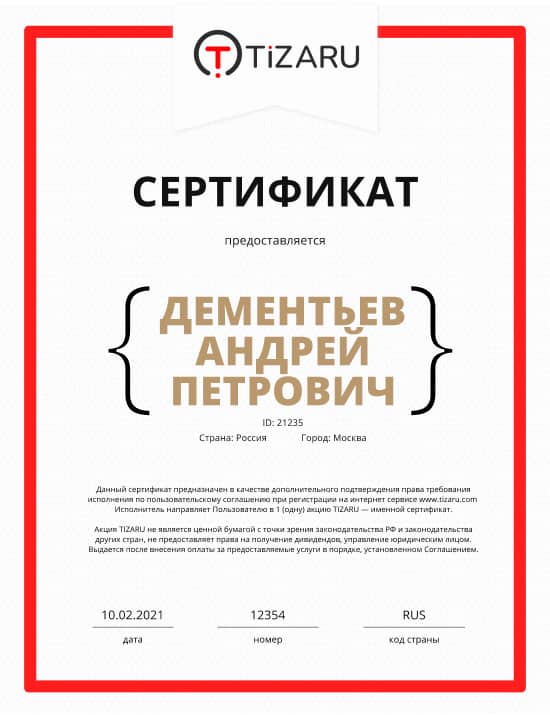 TiZARU
СЕРТИФИКАТ
предоставляется
ДЕМЕНТЬЕВ
АНДРЕЙ
ПЕТРОВИЧ
ID: 21235
Страна: Россия Город: Москва
Данный сертификат предназначен в качестве дополнительного подтверждения права требования
исполнения по пользовательскому соглашению при регистрации на интернет сервисе www.tizaru.com
Исполнитель направляет Пользователю в 1 (одну) акцию TIZARU — именной сертификат.
Акция TIZARU не является ценной бумагой с точки зрения законодательства РФ и законодательства
других стран, не предоставляет права на получение дивидендов, управление юридическим лицом.
Выдается после внесения оплаты за предоставляемые услуги в порядке, установленном Соглашением.
10.02.2021 12354 RUS
дата номер код страны